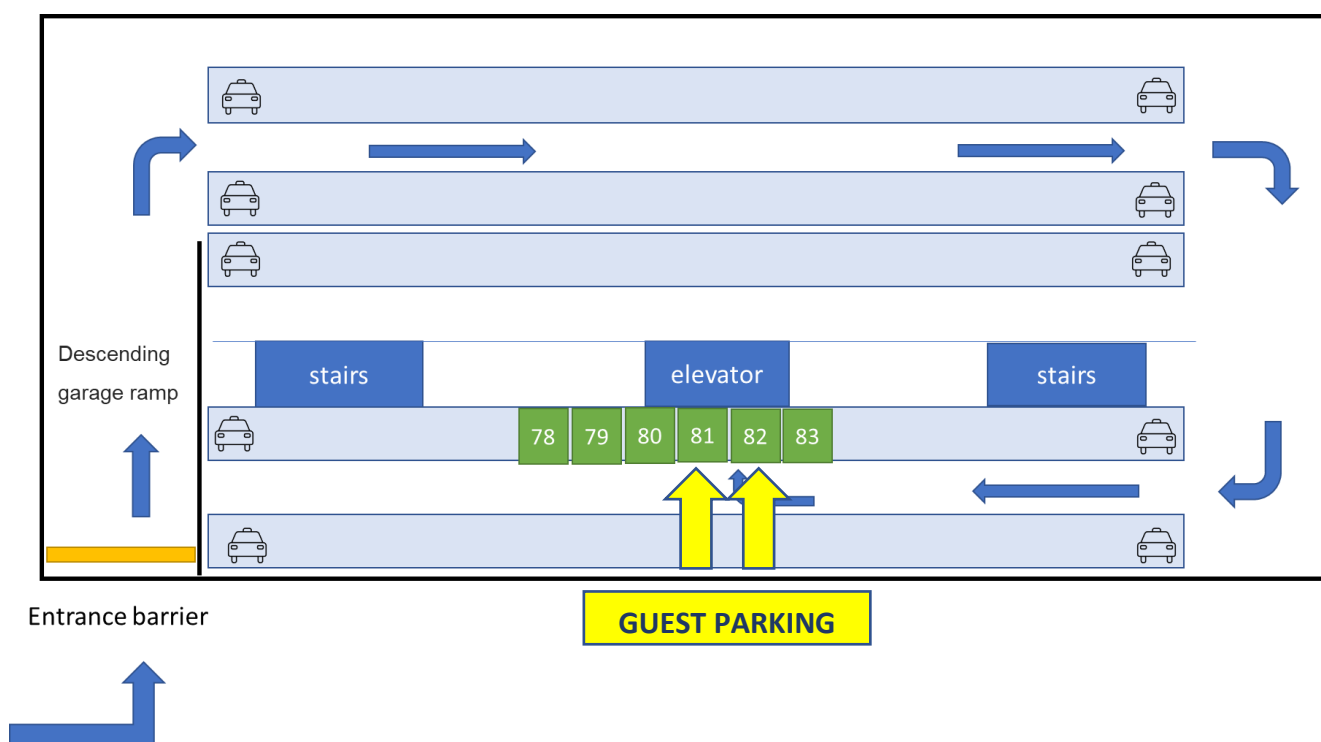 Descending
garage ramp
stairs
elevator
stairs
78
79
80
81
82
83
Entrance barrier
GUEST PARKING